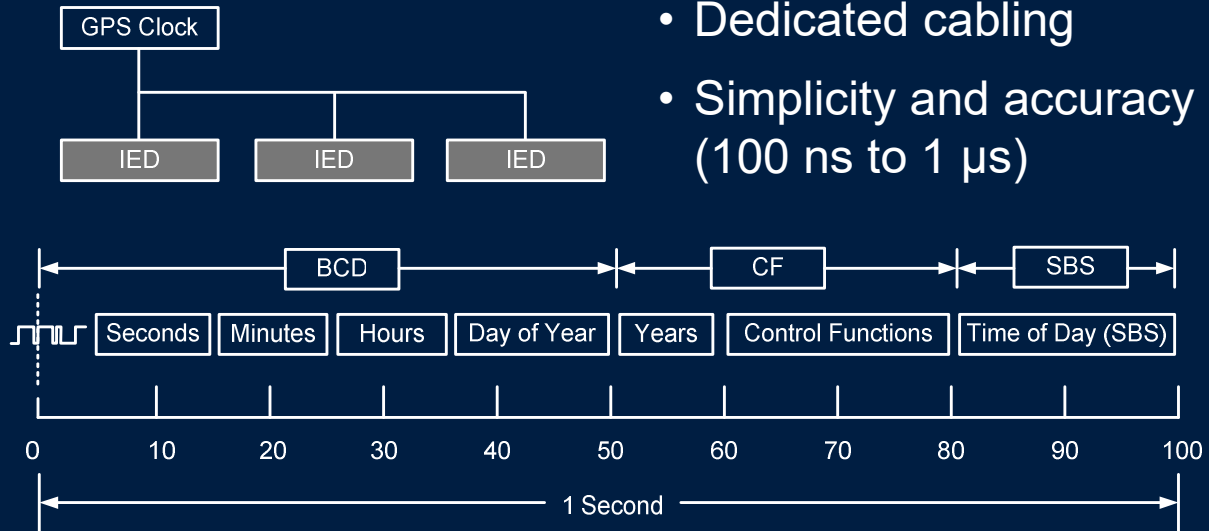 GPS Clock
IED IED IED
• Dedicated cabling
• Simplicity and accuracy
(100 ns to 1 μs)
BCD CF SBS
Seconds Minutes Hours Day of Year Years Control Functions Time of Day (SBS)
0 10 20 30 40 50 60 70 80 90 100
1 Second